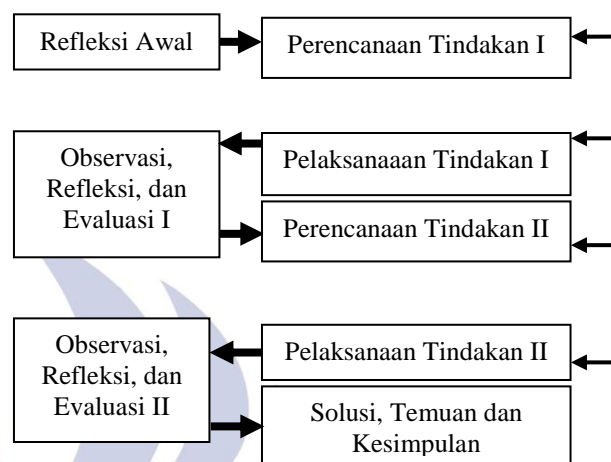 Refleksi Awal
Perencanaan Tindakan I
Observasi,
Refleksi, dan
Evaluasi I
Pelaksanaaan Tindakan I
Perencanaan Tindakan II
Observasi,
Refleksi, dan
Evaluasi II
Pelaksanaan Tindakan II
Solusi, Temuan dan
Kesimpulan